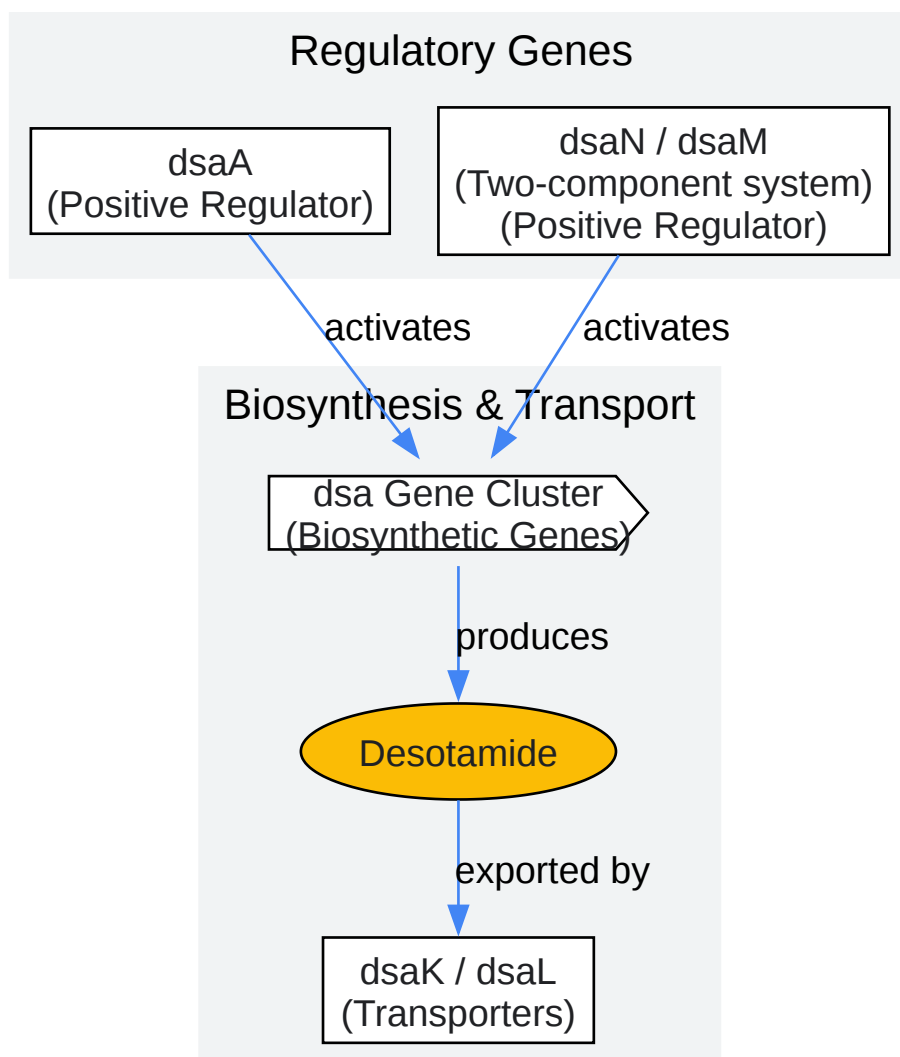 Regulatory Genes
dsaA
(Positive Regulator)
dsaN / dsaM
(Two-component system)
(Positive Regulator)
activates
activates
Biosynthesis & Transport
dsa Gene Cluster
(Biosynthetic Genes)
produces
Desotamide
exported by
dsaK / dsaL
(Transporters)